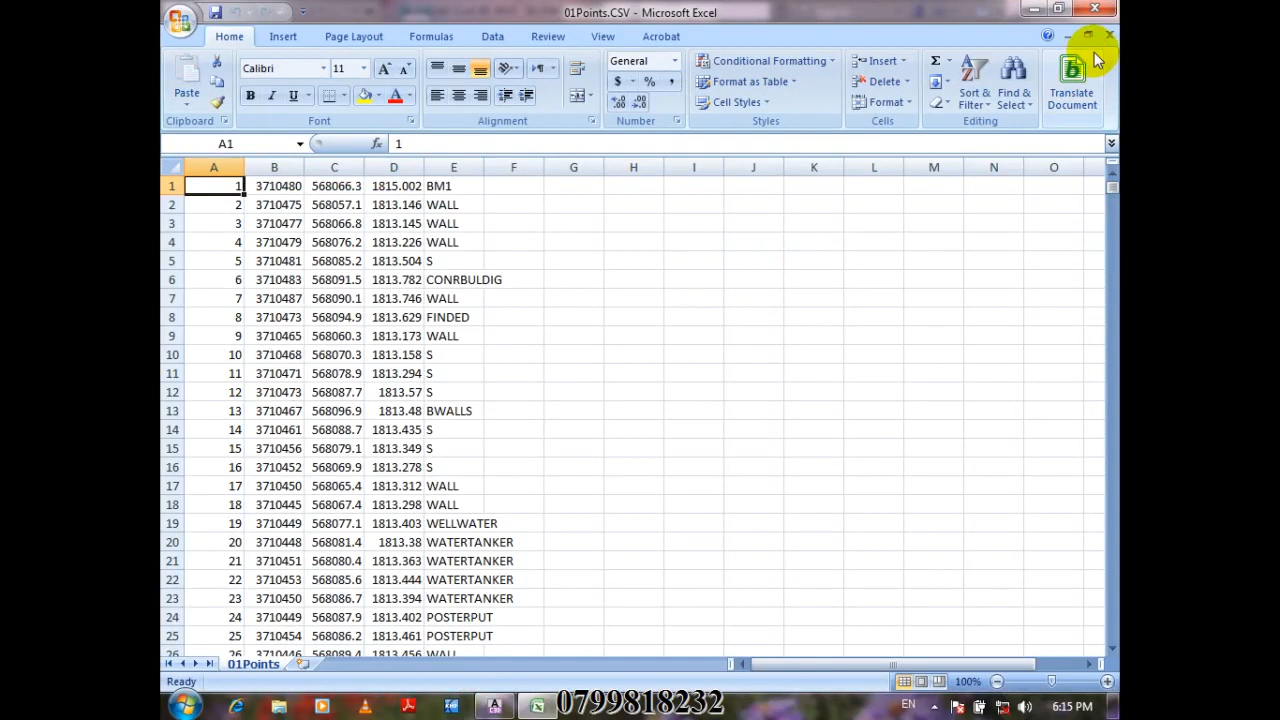 01Points.CSV - Microsoft Excel
Home Insert Page Layout Formulas Data Review View Acrobat
Calibri 11 General Conditional Formatting Insert
Paste Format as Table Delete Sort & Filter Find & Select Translate Document
Cell Styles Format
Clipboard Font Alignment Number Styles Cells Editing
A1 fx 1
A B C D E F G H I J K L M N O
1 1 3710480 568066.3 1815.002 BM1
2 2 3710475 568057.1 1813.146 WALL
3 3 3710477 568066.8 1813.145 WALL
4 4 3710479 568076.2 1813.226 WALL
5 5 3710481 568085.2 1813.504 S
6 6 3710483 568091.5 1813.782 CONRBULDIG
7 7 3710487 568090.1 1813.746 WALL
8 8 3710473 568094.9 1813.629 FINDED
9 9 3710465 568060.3 1813.173 WALL
10 10 3710468 568070.3 1813.158 S
11 11 3710471 568078.9 1813.294 S
12 12 3710473 568087.7 1813.57 S
13 13 3710467 568096.9 1813.48 BWALLS
14 14 3710461 568088.7 1813.435 S
15 15 3710456 568079.1 1813.349 S
16 16 3710452 568069.9 1813.278 S
17 17 3710450 568065.4 1813.312 WALL
18 18 3710445 568067.4 1813.298 WALL
19 19 3710449 568077.1 1813.403 WELLWATER
20 20 3710448 568081.4 1813.38 WATERTANKER
21 21 3710451 568080.4 1813.363 WATERTANKER
22 22 3710453 568085.6 1813.444 WATERTANKER
23 23 3710450 568086.7 1813.394 WATERTANKER
24 24 3710449 568087.9 1813.402 POSTERPUT
25 25 3710454 568086.2 1813.461 POSTERPUT
26 26 3710446 568089.4 1813.456 WALL
01Points
Ready 100%
0799818232 EN 6:15 PM